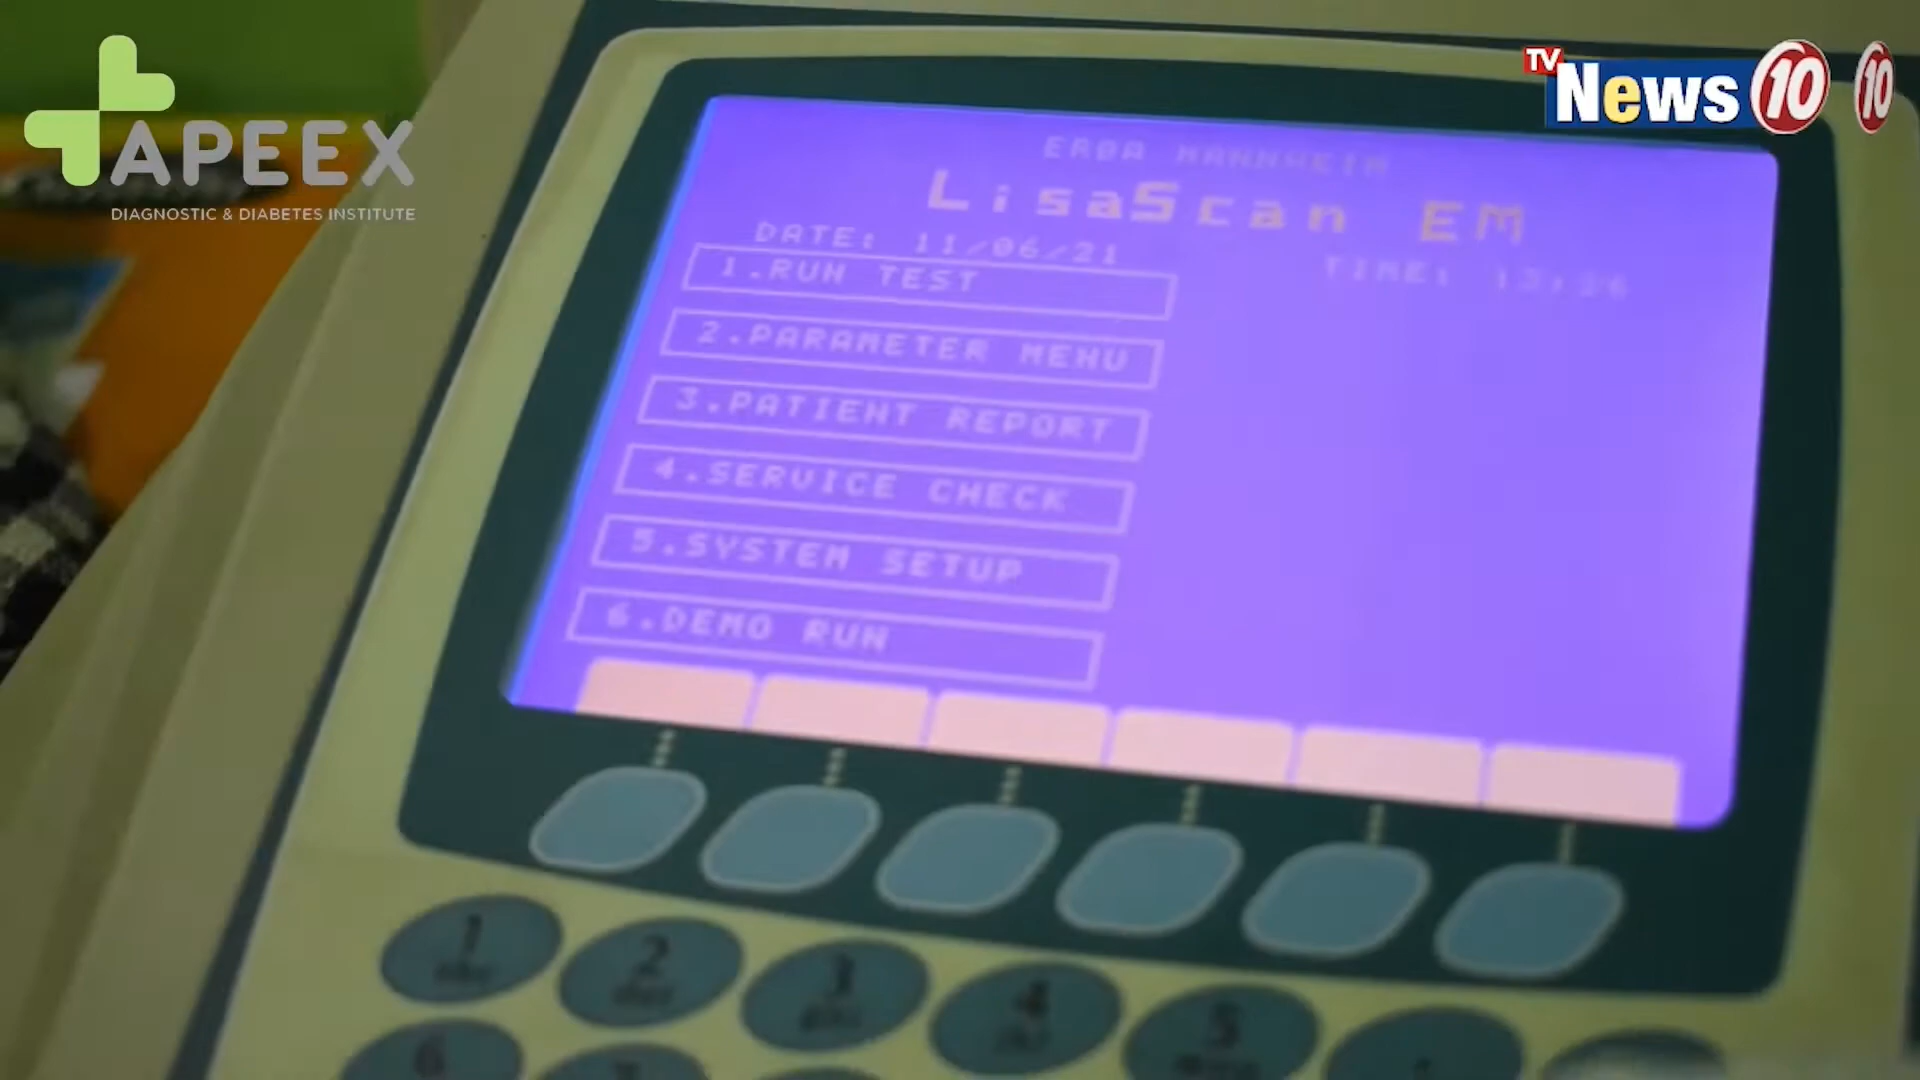 APEEX
DIAGNOSTIC & DIABETES INSTITUTE
TV
News 10
10
ERBA MANNHEIM
LisaScan EM
DATE: 11/06/21
TIME:
1.RUN TEST
2.PARAMETER MENU
3.PATIENT REPORT
4.SERVICE CHECK
5.SYSTEM SETUP
6.DEMO RUN
1
2
3
4
5
6